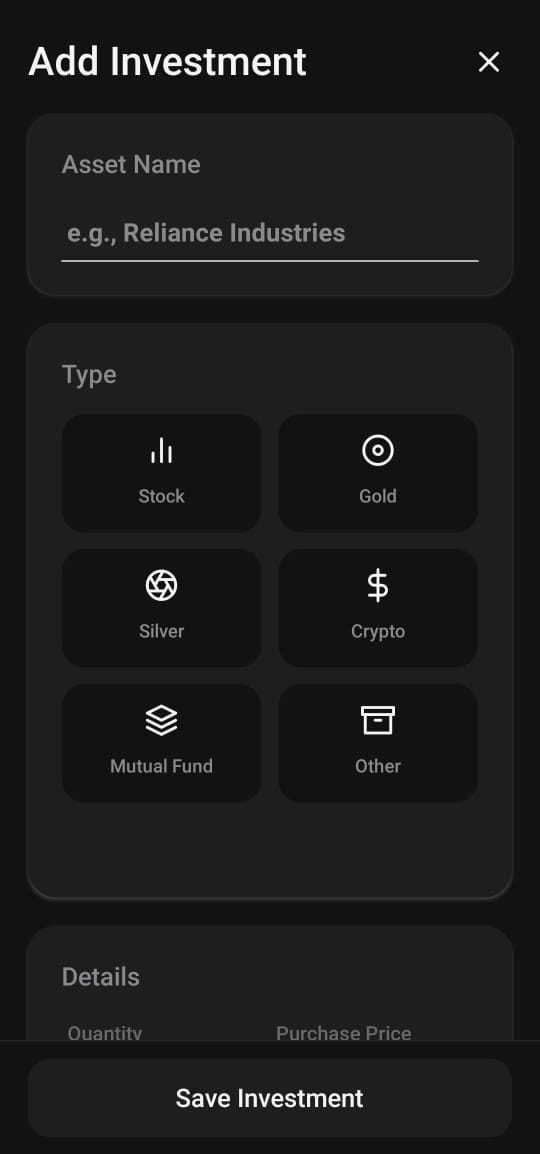 Add Investment
Asset Name
e.g., Reliance Industries
Type
Stock Gold
Silver Crypto
Mutual Fund Other
Details
Quantity Purchase Price
Save Investment